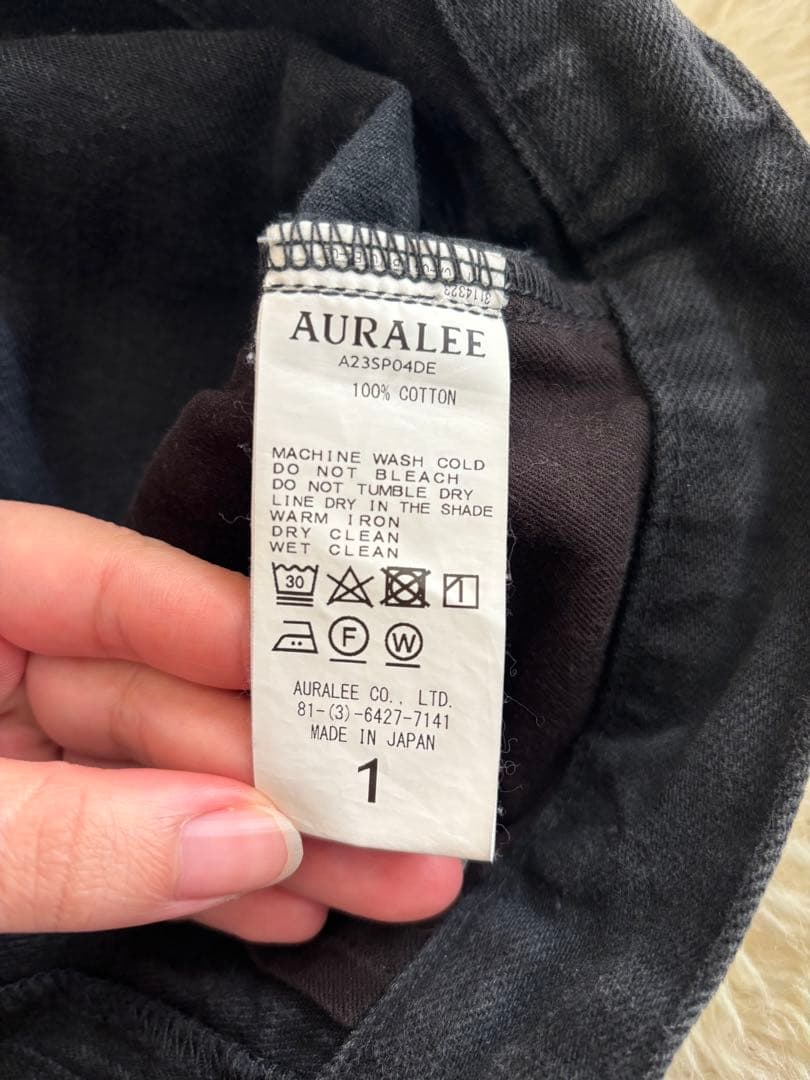 AURALEE
A23SP04DE
100% COTTON
MACHINE WASH COLD
DO NOT BLEACH
DO NOT TUMBLE DRY
LINE DRY IN THE SHADE
WARM IRON
DRY CLEAN
WET CLEAN
30
F W
AURALEE CO., LTD.
81-(3)-6427-7141
MADE IN JAPAN
1